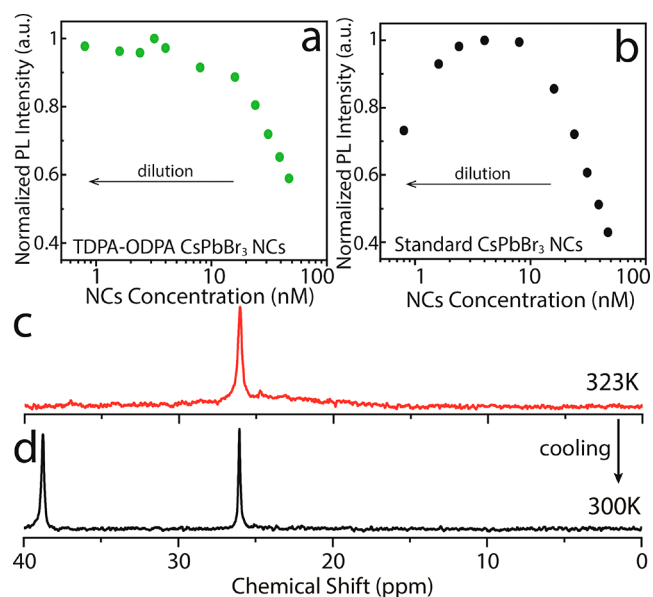 a
Normalized PL Intensity (a.u.)
1
0.8
0.6
0.4
dilution
TDPA-ODPA CsPbBr₃ NCs
1
10
100
NCs Concentration (nM)
b
Normalized PL Intensity (a.u.)
1
0.8
0.6
0.4
dilution
Standard CsPbBr₃ NCs
1
10
100
NCs Concentration (nM)
c
323K
cooling
d
300K
40
30
20
10
0
Chemical Shift (ppm)